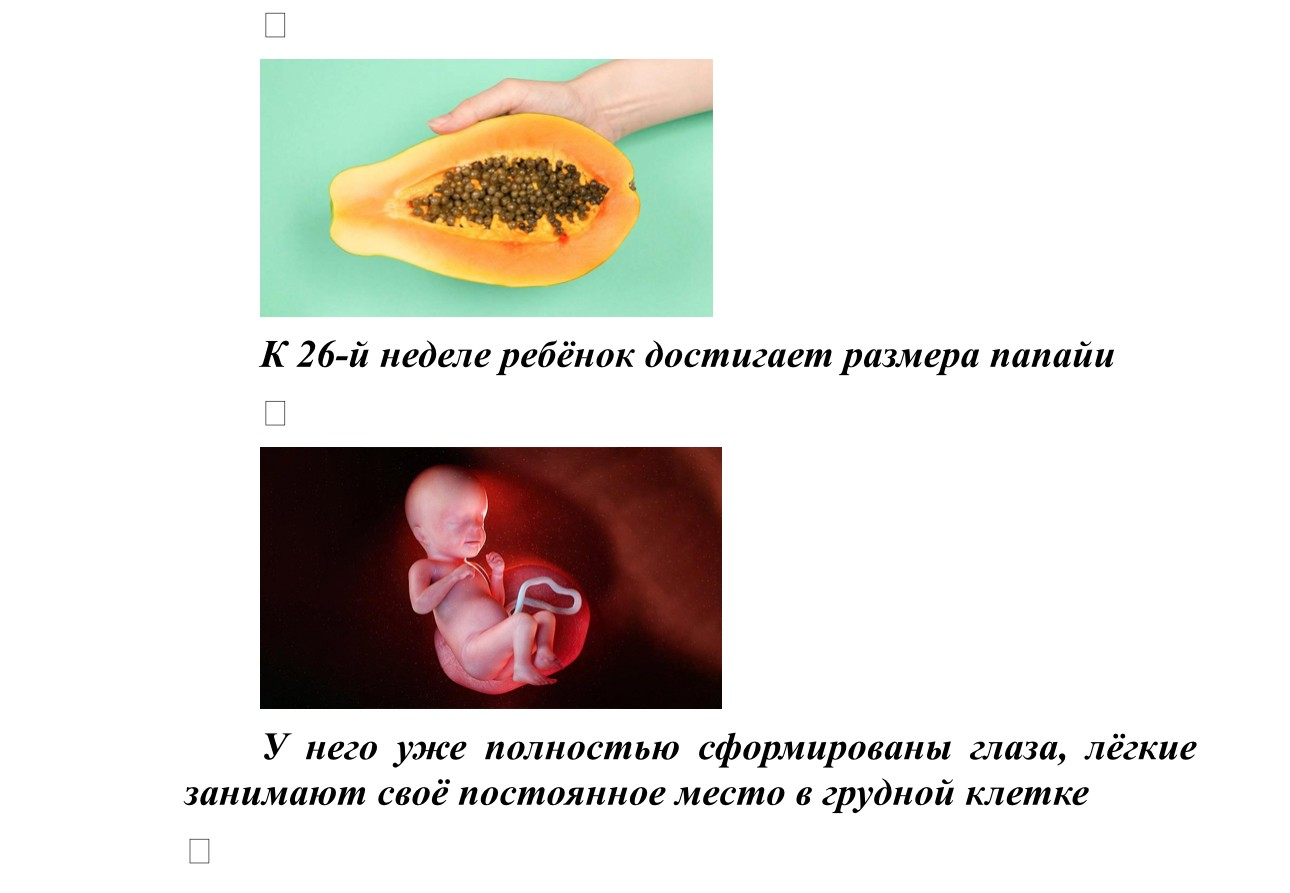 К 26-й неделе ребёнок достигает размера папайи
У него уже полностью сформированы глаза, лёгкие
занимают своё постоянное место в грудной клетке